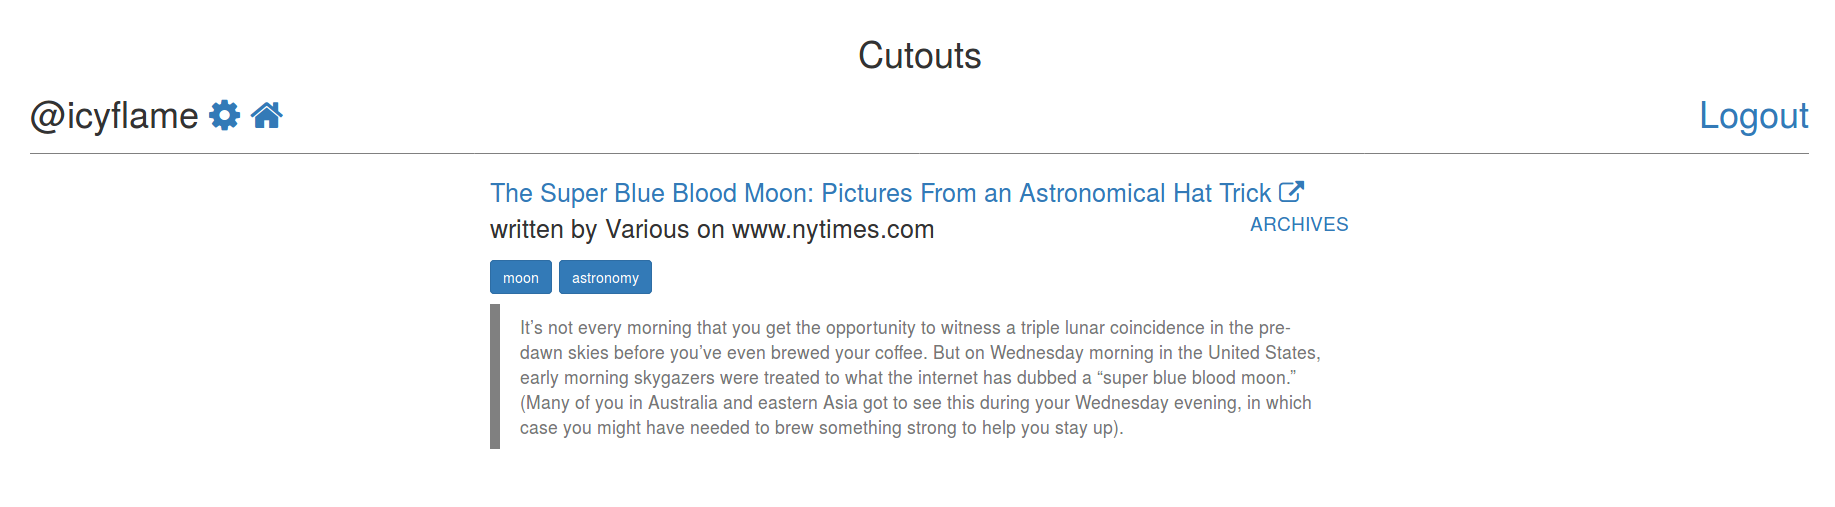 Cutouts
@icyflame
Logout
The Super Blue Blood Moon: Pictures From an Astronomical Hat Trick
written by Various on www.nytimes.com
ARCHIVES
moon
astronomy
It’s not every morning that you get the opportunity to witness a triple lunar coincidence in the pre-
dawn skies before you’ve even brewed your coffee. But on Wednesday morning in the United States,
early morning skygazers were treated to what the internet has dubbed a “super blue blood moon.”
(Many of you in Australia and eastern Asia got to see this during your Wednesday evening, in which
case you might have needed to brew something strong to help you stay up).